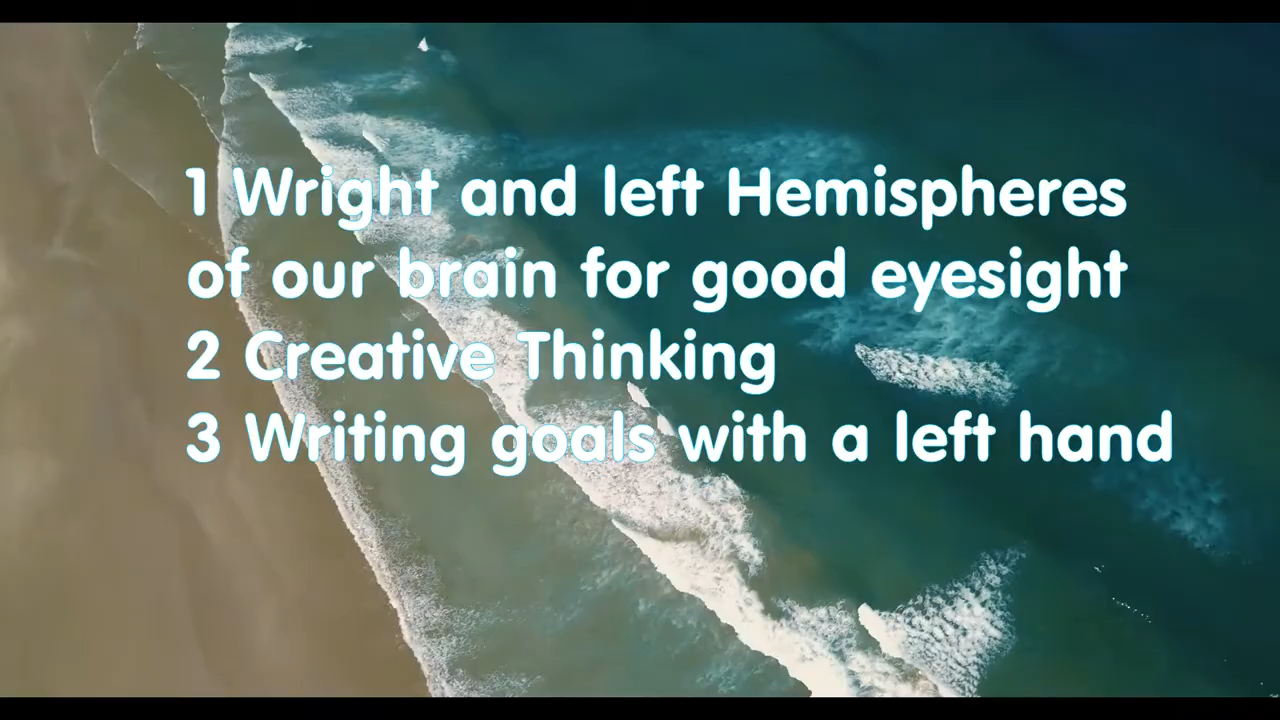 1 Wright and left Hemispheres
of our brain for good eyesight
2 Creative Thinking
3 Writing goals with a left hand